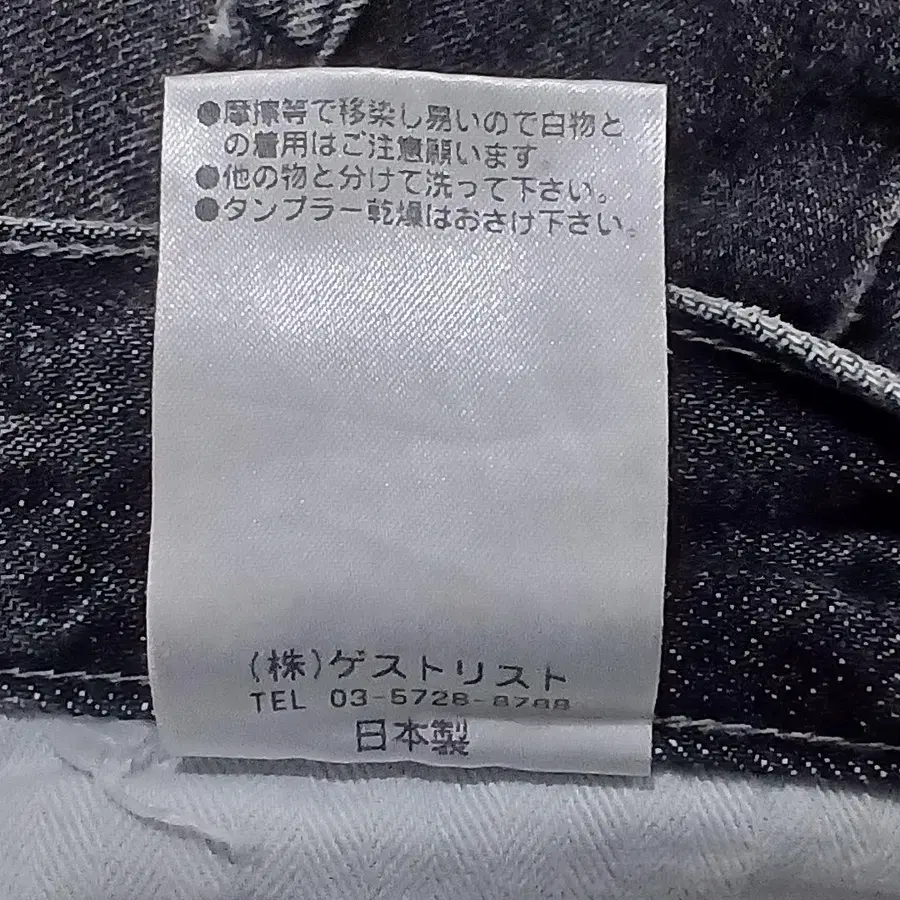 ●摩擦等で移染し易いので白物と
の着用はご注意願います。
●他の物と分けて洗って下さい。
●タンブラー乾燥はおさけ下さい。
(株)ゲストリスト
TEL 03-5728-8788
日本製